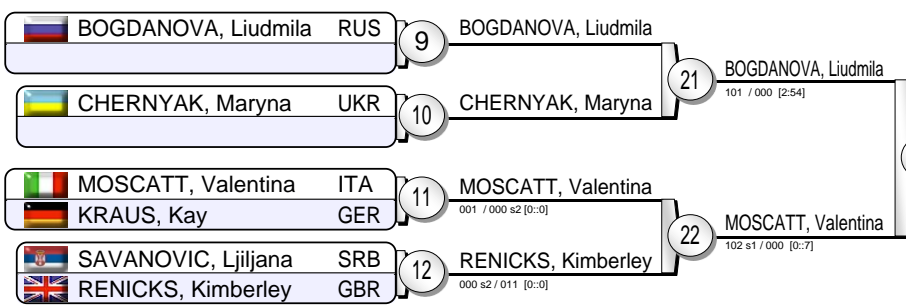 BOGDANOVA, Liudmila RUS
9
BOGDANOVA, Liudmila
CHERNYAK, Maryna UKR
10
CHERNYAK, Maryna
21
BOGDANOVA, Liudmila
101 / 000 [2:54]
MOSCATT, Valentina ITA
KRAUS, Kay GER
11
MOSCATT, Valentina
001 / 000 s2 [0::0]
SAVANOVIC, Ljiljana SRB
RENICKS, Kimberley GBR
12
RENICKS, Kimberley
000 s2 / 011 [0::0]
22
MOSCATT, Valentina
102 s1 / 000 [0::7]